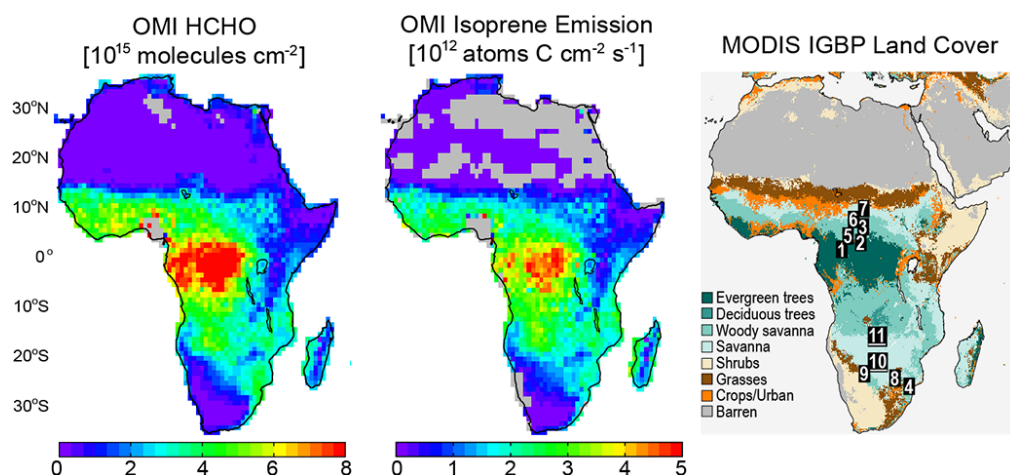 OMI HCHO
[10¹⁵ molecules cm⁻²]
OMI Isoprene Emission
[10¹² atoms C cm⁻² s⁻¹]
MODIS IGBP Land Cover
30°N
20°N
10°N
0°
10°S
20°S
30°S
0 2 4 6 8
0 1 2 3 4 5
7
6
3
5
2
1
11
10
9
8
4
Evergreen trees
Deciduous trees
Woody savanna
Savanna
Shrubs
Grasses
Crops/Urban
Barren